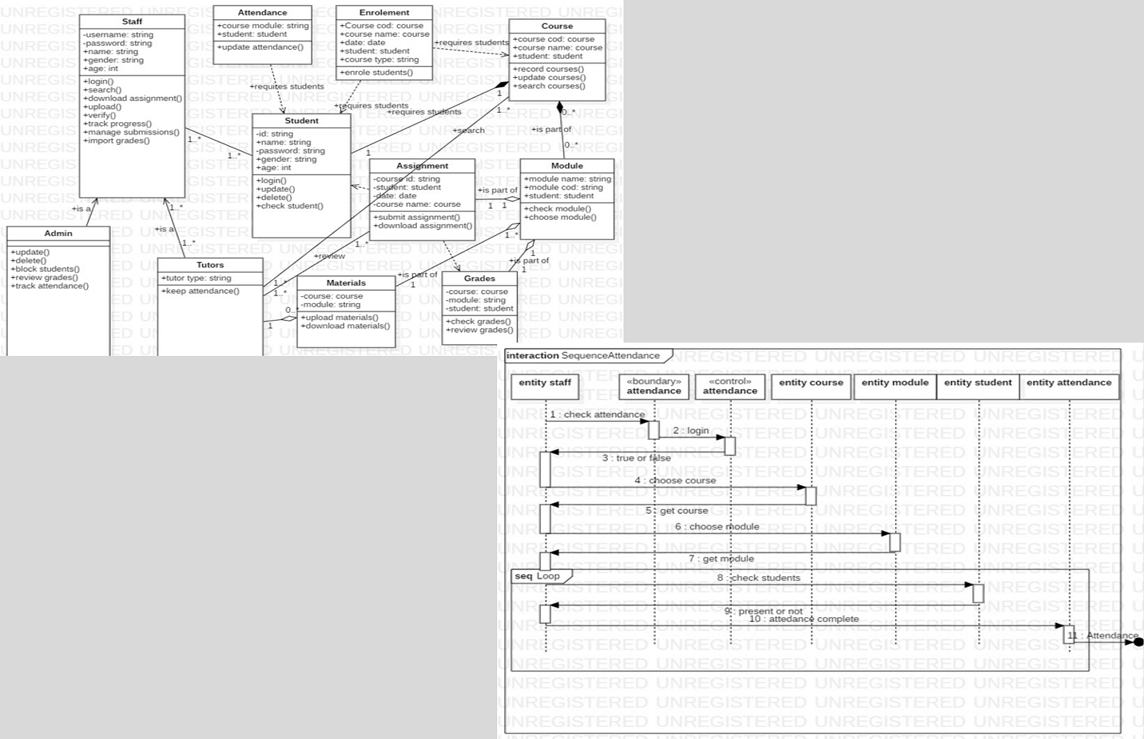 Staff
-username: string
-password: string
+name: string
+gender: string
+age: int
+login()
+search()
+download assignment()
+upload()
+verify()
+track progress()
+manage submissions()
+import grades()
Attendance
+course module: string
+student: student
+update attendance()
Enrolement
+Course cod: course
+course name: course
+date: date
+student: student
+course type: string
+enrole students()
Course
+course cod: course
+course name: course
+student: student
+record courses()
+update courses()
+search courses()
+requires students
+requires students
+requires students
+requires students
+search
Student
-id: string
+name: string
-password: string
+gender: string
+age: int
+login()
+update()
+delete()
+check student()
1..*
1..*
1
1
1..*
0..*
+is part of
0..*
Assignment
-course id: string
-student: student
-date: date
-course name: course
+submit assignment()
+download assignment()
+is part of
1
1
Module
+module name: string
+module cod: string
+student: student
+check module()
+choose module()
+is a
1..*
+is a
1..*
Admin
+update()
+delete()
+block students()
+review grades()
+track attendance()
Tutors
+tutor type: string
+keep attendance()
+review
1..*
1..*
1..*
0..
1
Materials
-course: course
-module: string
+upload materials()
+download materials()
+is part of
1
1..*
1
+is part of
1
Grades
-course: course
-module: string
-student: student
+check grades()
+review grades()
interaction SequenceAttendance
entity staff
«boundary»
attendance
«control»
attendance
entity course
entity module
entity student
entity attendance
1 : check attendance
2 : login
3 : true or false
4 : choose course
5 : get course
6 : choose module
7 : get module
seq Loop
8 : check students
9 : present or not
10 : attedance complete
11 : Attendance
UNREGISTERED